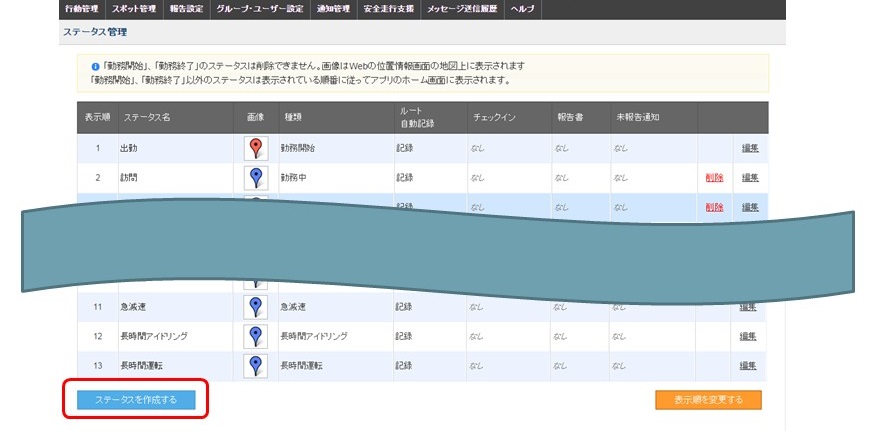 行動管理 スポット管理 報告設定 グループ・ユーザー設定 通知管理 安全走行支援 メッセージ送信履歴 ヘルプ
ステータス管理
「勤務開始」、「勤務終了」のステータスは削除できません。画像はWebの位置情報画面の地図上に表示されます
「勤務開始」、「勤務終了」以外のステータスは表示されている順番に従ってアプリのホーム画面に表示されます。
表示順 ステータス名 画像 種類 ルート自動記録 チェックイン 報告書 未報告通知
1 出勤 勤務開始 記録 なし なし なし 編集
2 訪問 勤務中 記録 なし なし なし 削除 編集
記録 なし なし なし 削除 編集
11 急減速 急減速 記録 なし なし なし 編集
12 長時間アイドリング 長時間アイドリング 記録 なし なし なし 編集
13 長時間運転 長時間運転 記録 なし なし なし 編集
ステータスを作成する 表示順を変更する